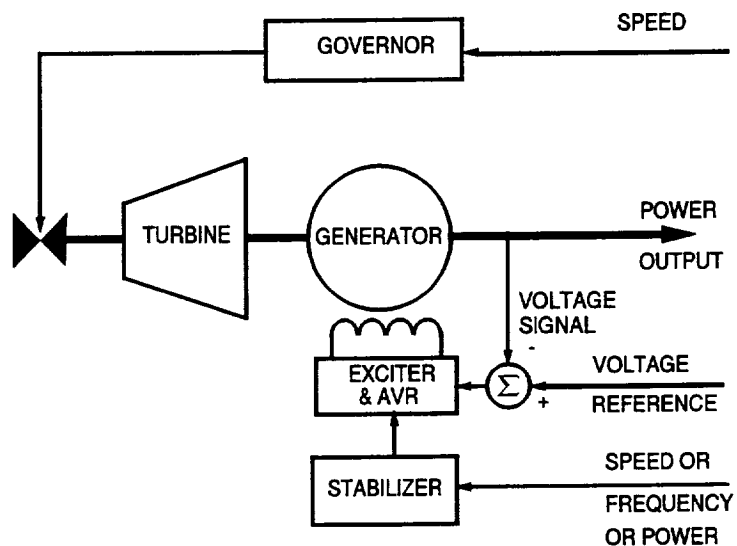 SPEED
GOVERNOR
TURBINE
GENERATOR
POWER
OUTPUT
VOLTAGE
SIGNAL
-
EXCITER
& AVR
Σ
+
VOLTAGE
REFERENCE
STABILIZER
SPEED OR
FREQUENCY
OR POWER